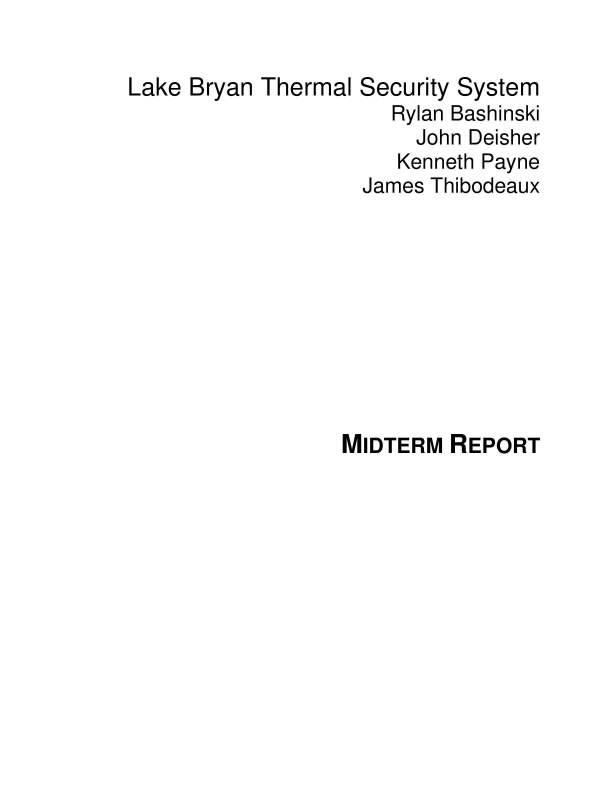 Lake Bryan Thermal Security System
Rylan Bashinski
John Deisher
Kenneth Payne
James Thibodeaux
MIDTERM REPORT